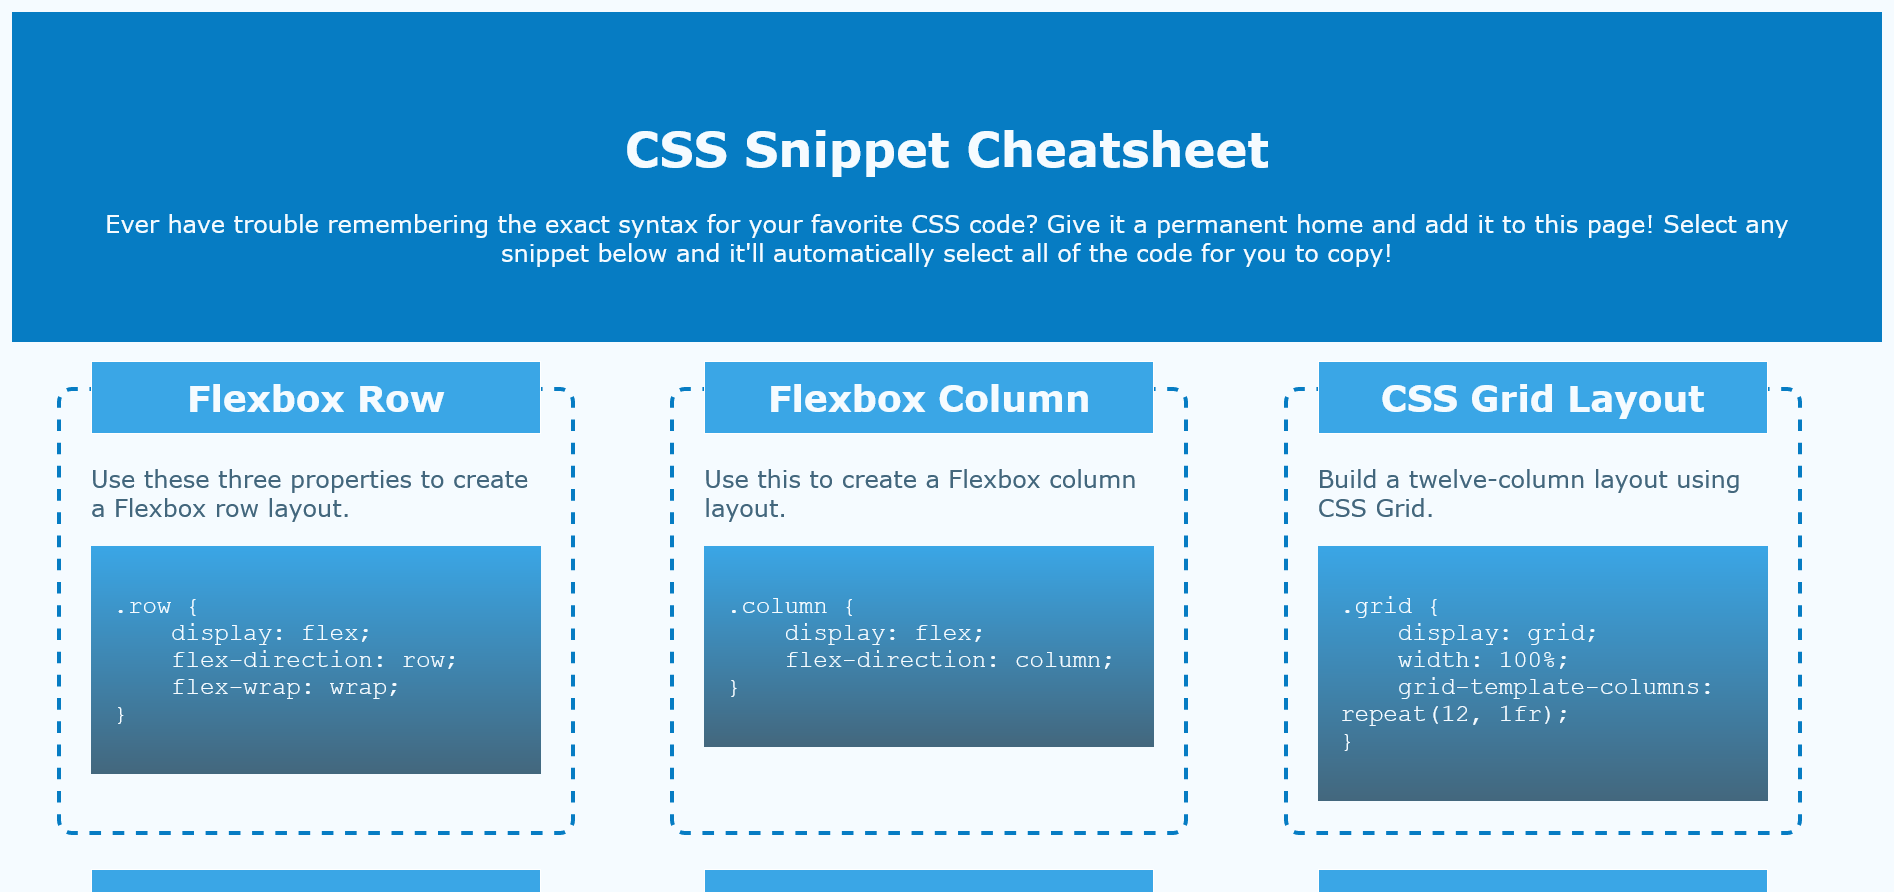 CSS Snippet Cheatsheet
Ever have trouble remembering the exact syntax for your favorite CSS code? Give it a permanent home and add it to this page! Select any
snippet below and it'll automatically select all of the code for you to copy!
Flexbox Row
Use these three properties to create
a Flexbox row layout.
.row {
    display: flex;
    flex-direction: row;
    flex-wrap: wrap;
}
Flexbox Column
Use this to create a Flexbox column
layout.
.column {
    display: flex;
    flex-direction: column;
}
CSS Grid Layout
Build a twelve-column layout using
CSS Grid.
.grid {
    display: grid;
    width: 100%;
    grid-template-columns:
repeat(12, 1fr);
}